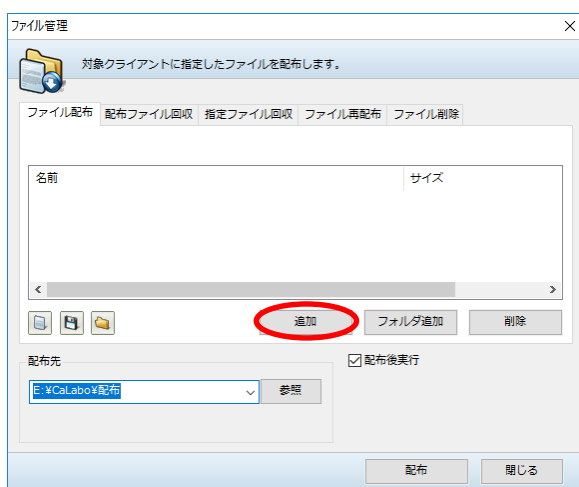 ファイル管理
対象クライアントに指定したファイルを配布します。
ファイル配布 配布ファイル回収 指定ファイル回収 ファイル再配布 ファイル削除
名前 サイズ
追加 フォルダ追加 削除
配布先 配布後実行
E:¥CaLabo¥配布 参照
配布 閉じる